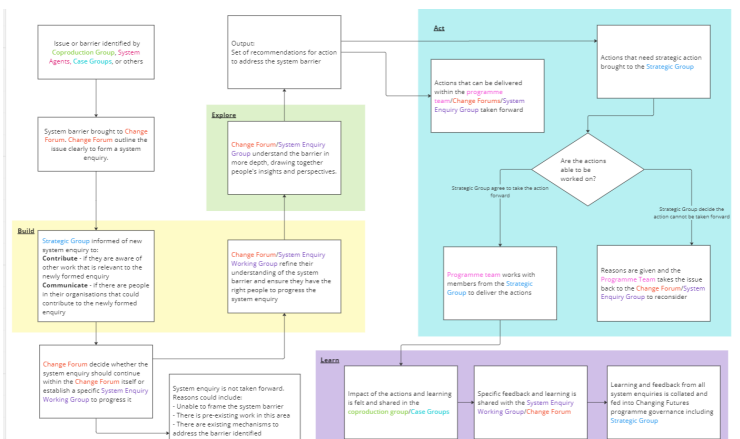 Issue or barrier identified by
Coproduction Group, System
Agents, Case Groups, or others
System barrier brought to Change
Forum. Change Forum outline the
issue clearly to form a system
enquiry.
Build
Strategic Group informed of new
system enquiry to:
Contribute - if they are aware of
other work that is relevant to the
newly formed enquiry
Communicate - if there are people
in their organisations that could
contribute to the newly formed
enquiry
Change Forum decide whether the
system enquiry should continue
within the Change Forum itself or
establish a specific System Enquiry
Working Group to progress it
System enquiry is not taken forward.
Reasons could include:
- Unable to frame the system barrier
- There is pre-existing work in this area
- There are existing mechanisms to
address the barrier identified
Change Forum/System Enquiry
Working Group refine their
understanding of the system
barrier and ensure they have the
right people to progress the
system enquiry
Explore
Change Forum/System Enquiry
Group understand the barrier in
more depth, drawing together
people's insights and perspectives.
Output:
Set of recommendations for action
to address the system barrier
Act
Actions that can be delivered
within the programme
team/Change Forums/System
Enquiry Group taken forward
Actions that need strategic action
brought to the Strategic Group
Are the actions
able to be
worked on?
Strategic Group agree to take the action
forward
Strategic Group decide the
action cannot be taken forward
Programme team works with
members from the Strategic
Group to deliver the actions
Reasons are given and the
Programme Team takes the issue
back to the Change Forum/System
Enquiry Group to reconsider
Learn
Impact of the actions and learning
is felt and shared in the
coproduction group/Case Groups
Specific feedback and learning is
shared with the System Enquiry
Working Group/Change Forum
Learning and feedback from all
system enquiries is collated and
fed into Changing Futures
programme governance including
Strategic Group